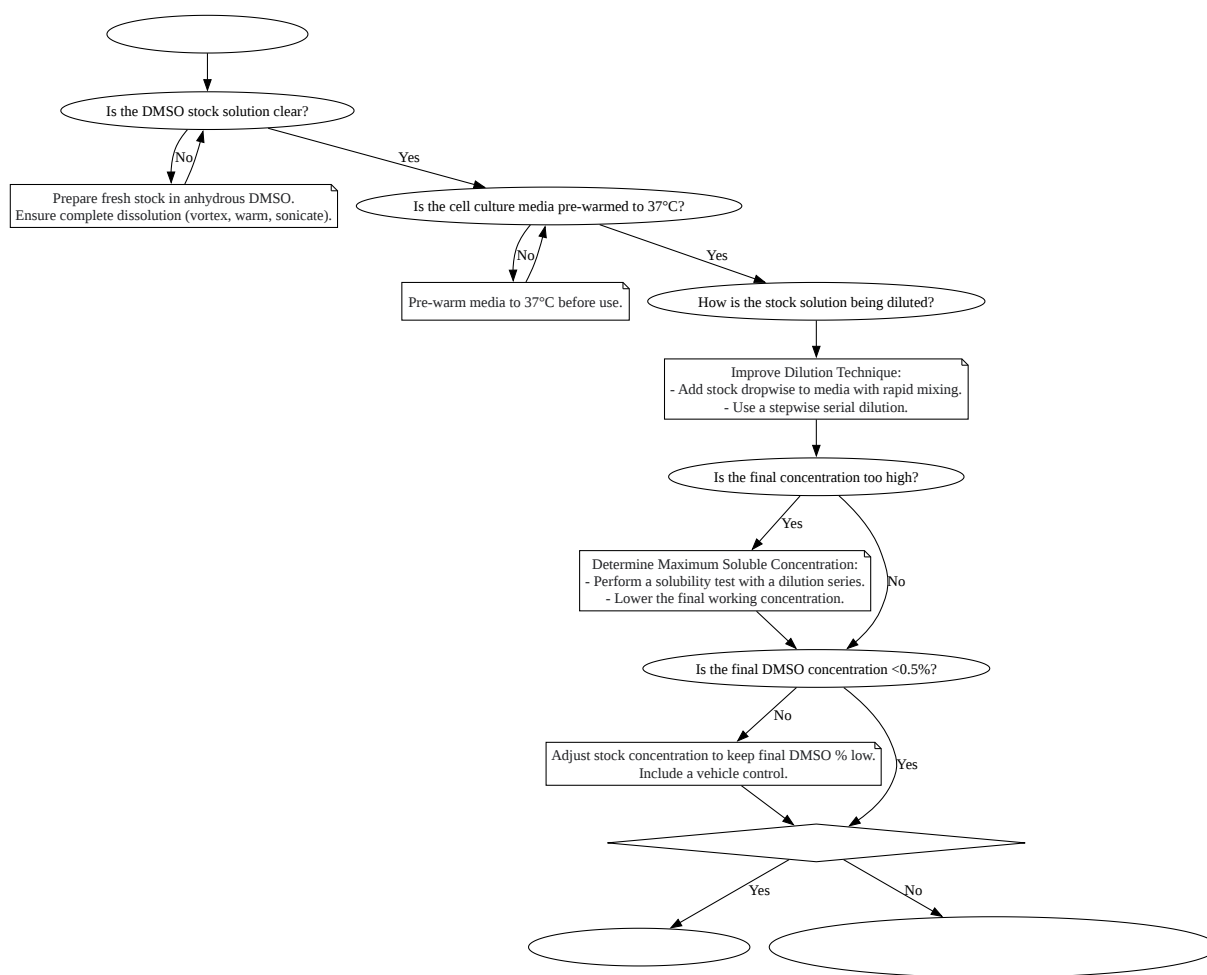 Is the DMSO stock solution clear?
No
Yes
Prepare fresh stock in anhydrous DMSO.
Ensure complete dissolution (vortex, warm, sonicate).
Is the cell culture media pre-warmed to 37°C?
No
Yes
Pre-warm media to 37°C before use.
How is the stock solution being diluted?
Improve Dilution Technique:
- Add stock dropwise to media with rapid mixing.
- Use a stepwise serial dilution.
Is the final concentration too high?
Yes
Determine Maximum Soluble Concentration:
- Perform a solubility test with a dilution series.
- Lower the final working concentration.
No
Is the final DMSO concentration <0.5%?
No
Adjust stock concentration to keep final DMSO % low.
Include a vehicle control.
Yes
Yes
No